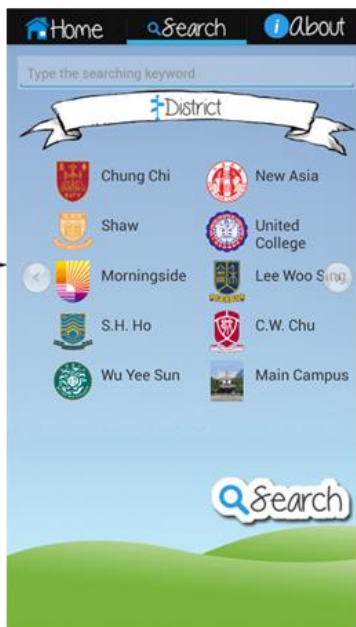 Home Search About
Type the searching keyword
District
Chung Chi New Asia
Shaw United
College
Morningside Lee Woo Sing
S.H. Ho C.W. Chu
Wu Yee Sun Main Campus
Search